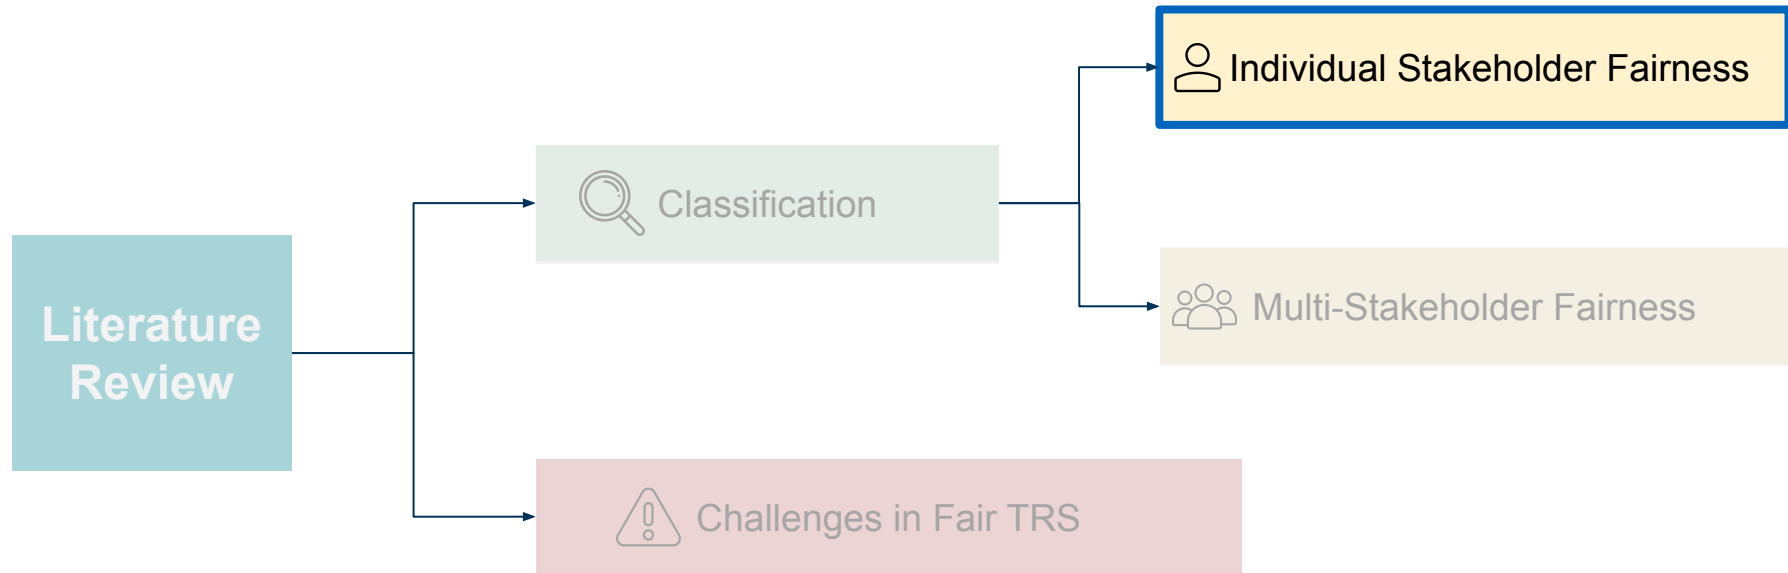 Literature
Review
Classification
Individual Stakeholder Fairness
Multi-Stakeholder Fairness
Challenges in Fair TRS